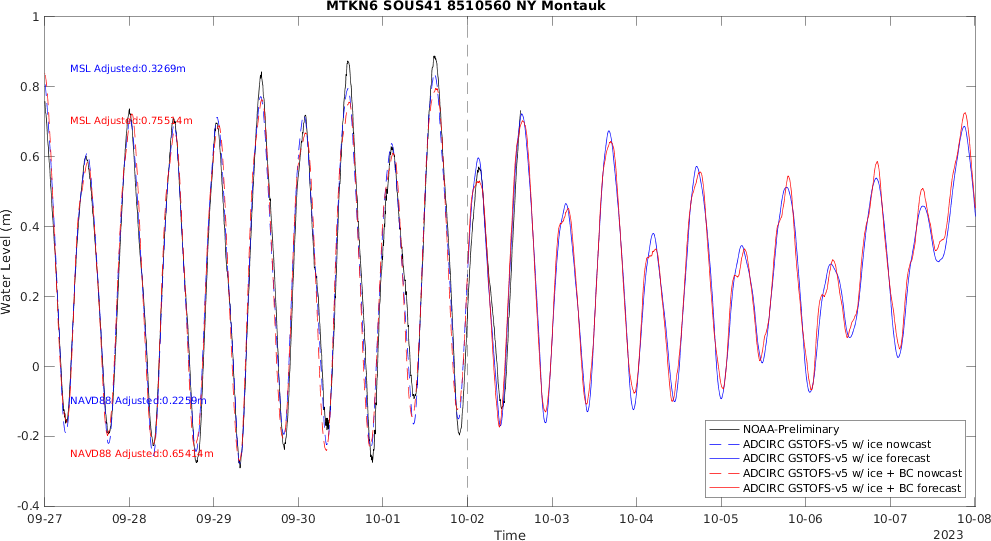 MTKN6 SOUS41 8510560 NY Montauk
1
0.8
0.6
0.4
0.2
0
-0.2
-0.4
Water Level (m)
MSL Adjusted:0.3269m
MSL Adjusted:0.75514m
NAVD88 Adjusted:0.2259m
NAVD88 Adjusted:0.65414m
NOAA-Preliminary
ADCIRC GSTOFS-v5 w/ ice nowcast
ADCIRC GSTOFS-v5 w/ ice forecast
ADCIRC GSTOFS-v5 w/ ice + BC nowcast
ADCIRC GSTOFS-v5 w/ ice + BC forecast
09-27 09-28 09-29 09-30 10-01 10-02 10-03 10-04 10-05 10-06 10-07 10-08
Time
2023